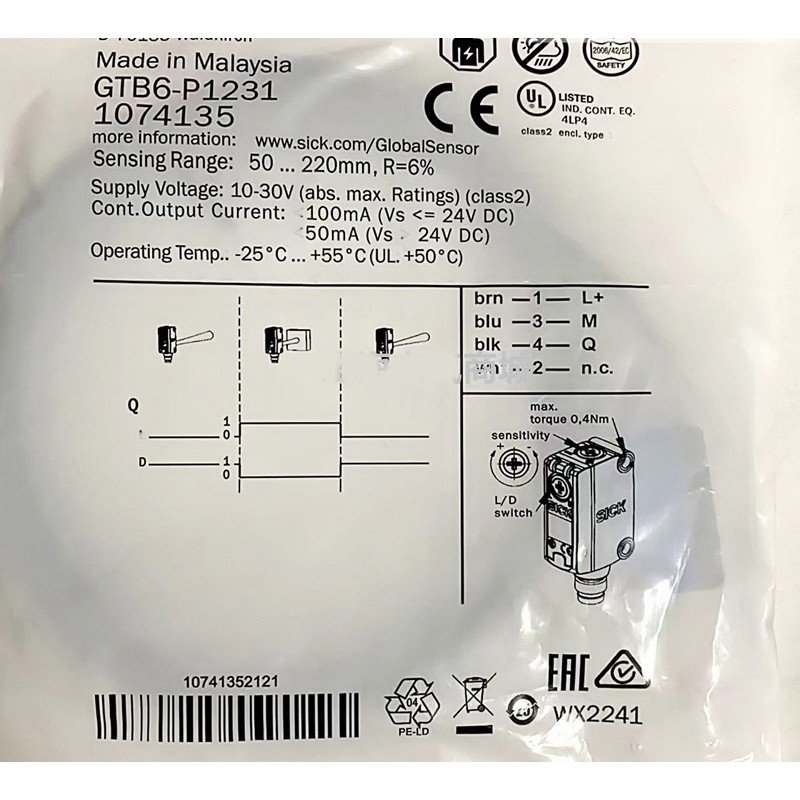 Made in Malaysia
GTB6-P1231
1074135
more information: www.sick.com/GlobalSensor
Sensing Range: 50 ... 220mm, R=6%
Supply Voltage: 10-30V (abs. max. Ratings) (class2)
Cont.Output Current: 100mA (Vs <= 24V DC)
50mA (Vs > 24V DC)
Operating Temp.. -25°C ... +55°C (UL. +50°C)
2006/42/EC
SAFETY
CE
UL LISTED
IND. CONT. EQ.
4LP4
class2 encl. type
brn 1 L+
blu 3 M
blk 4 Q
2 n.c.
Q
1
0
D 1
0
max.
torque 0,4Nm
sensitivity
+ -
L/D
switch
SICK
SICK
10741352121
04
PE-LD
20
EAC
WX2241